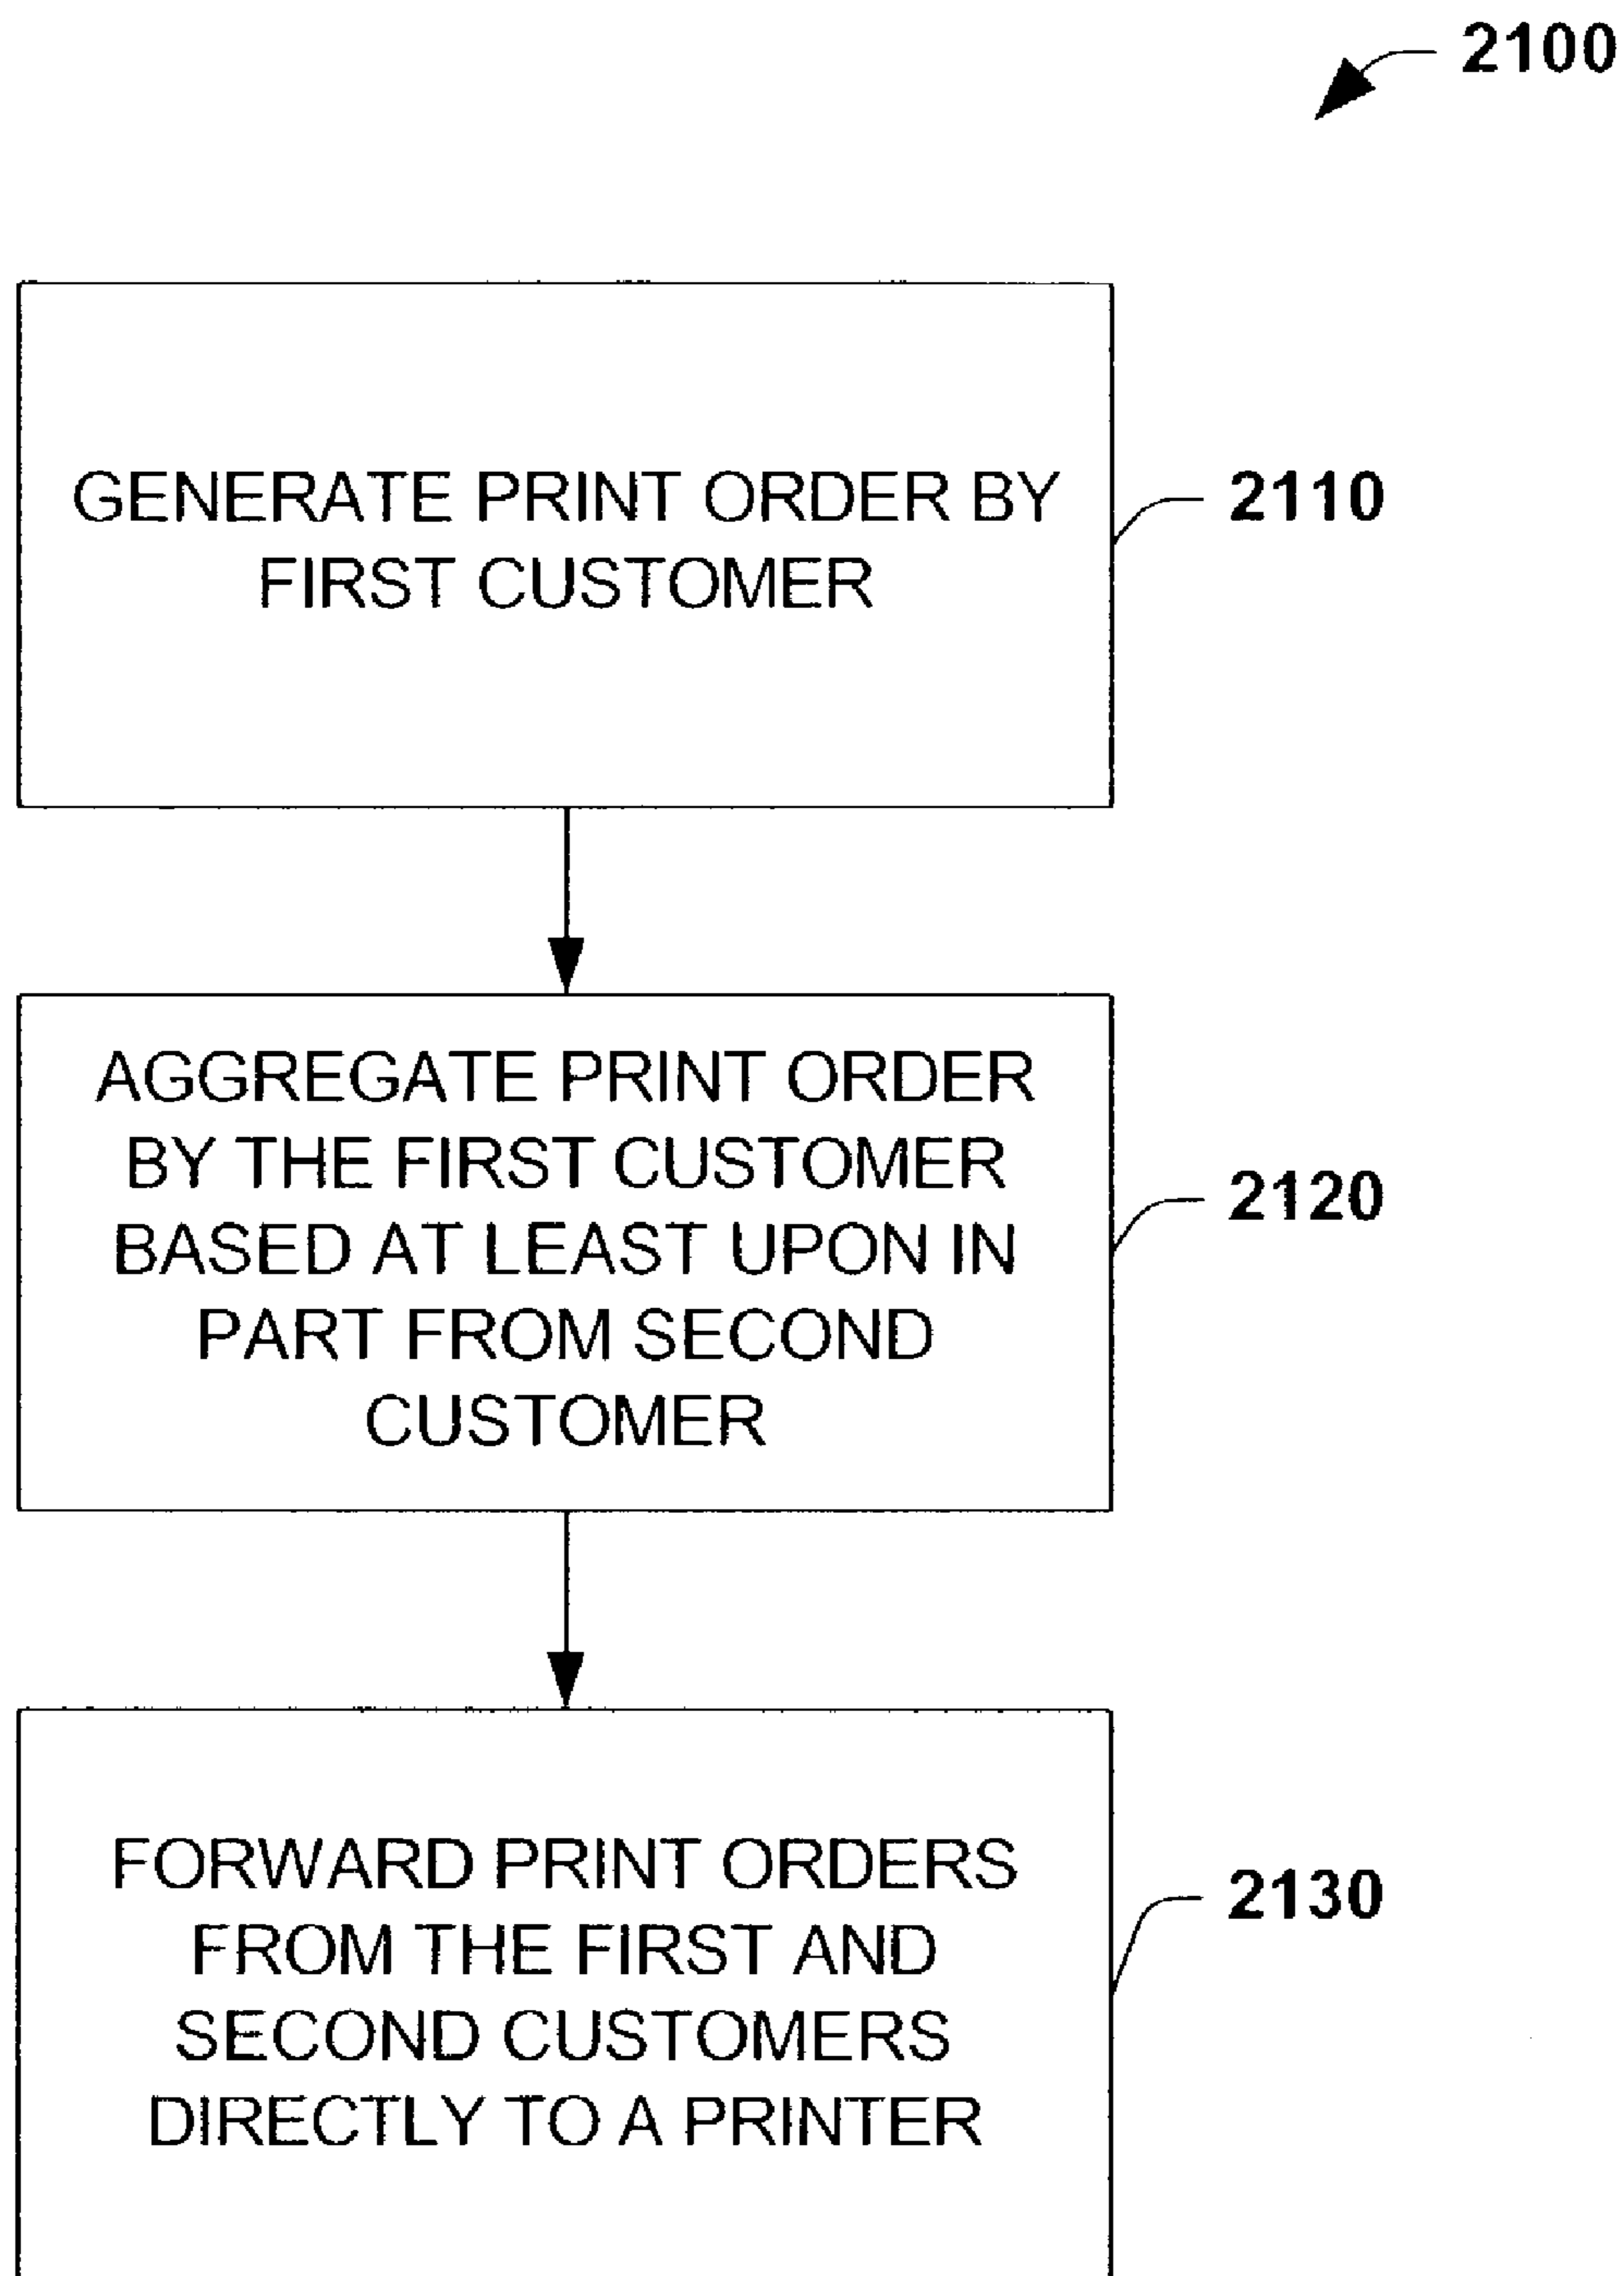 2100
GENERATE PRINT ORDER BY
FIRST CUSTOMER
2110
AGGREGATE PRINT ORDER
BY THE FIRST CUSTOMER
BASED AT LEAST UPON IN
PART FROM SECOND
CUSTOMER
2120
FORWARD PRINT ORDERS
FROM THE FIRST AND
SECOND CUSTOMERS
DIRECTLY TO A PRINTER
2130